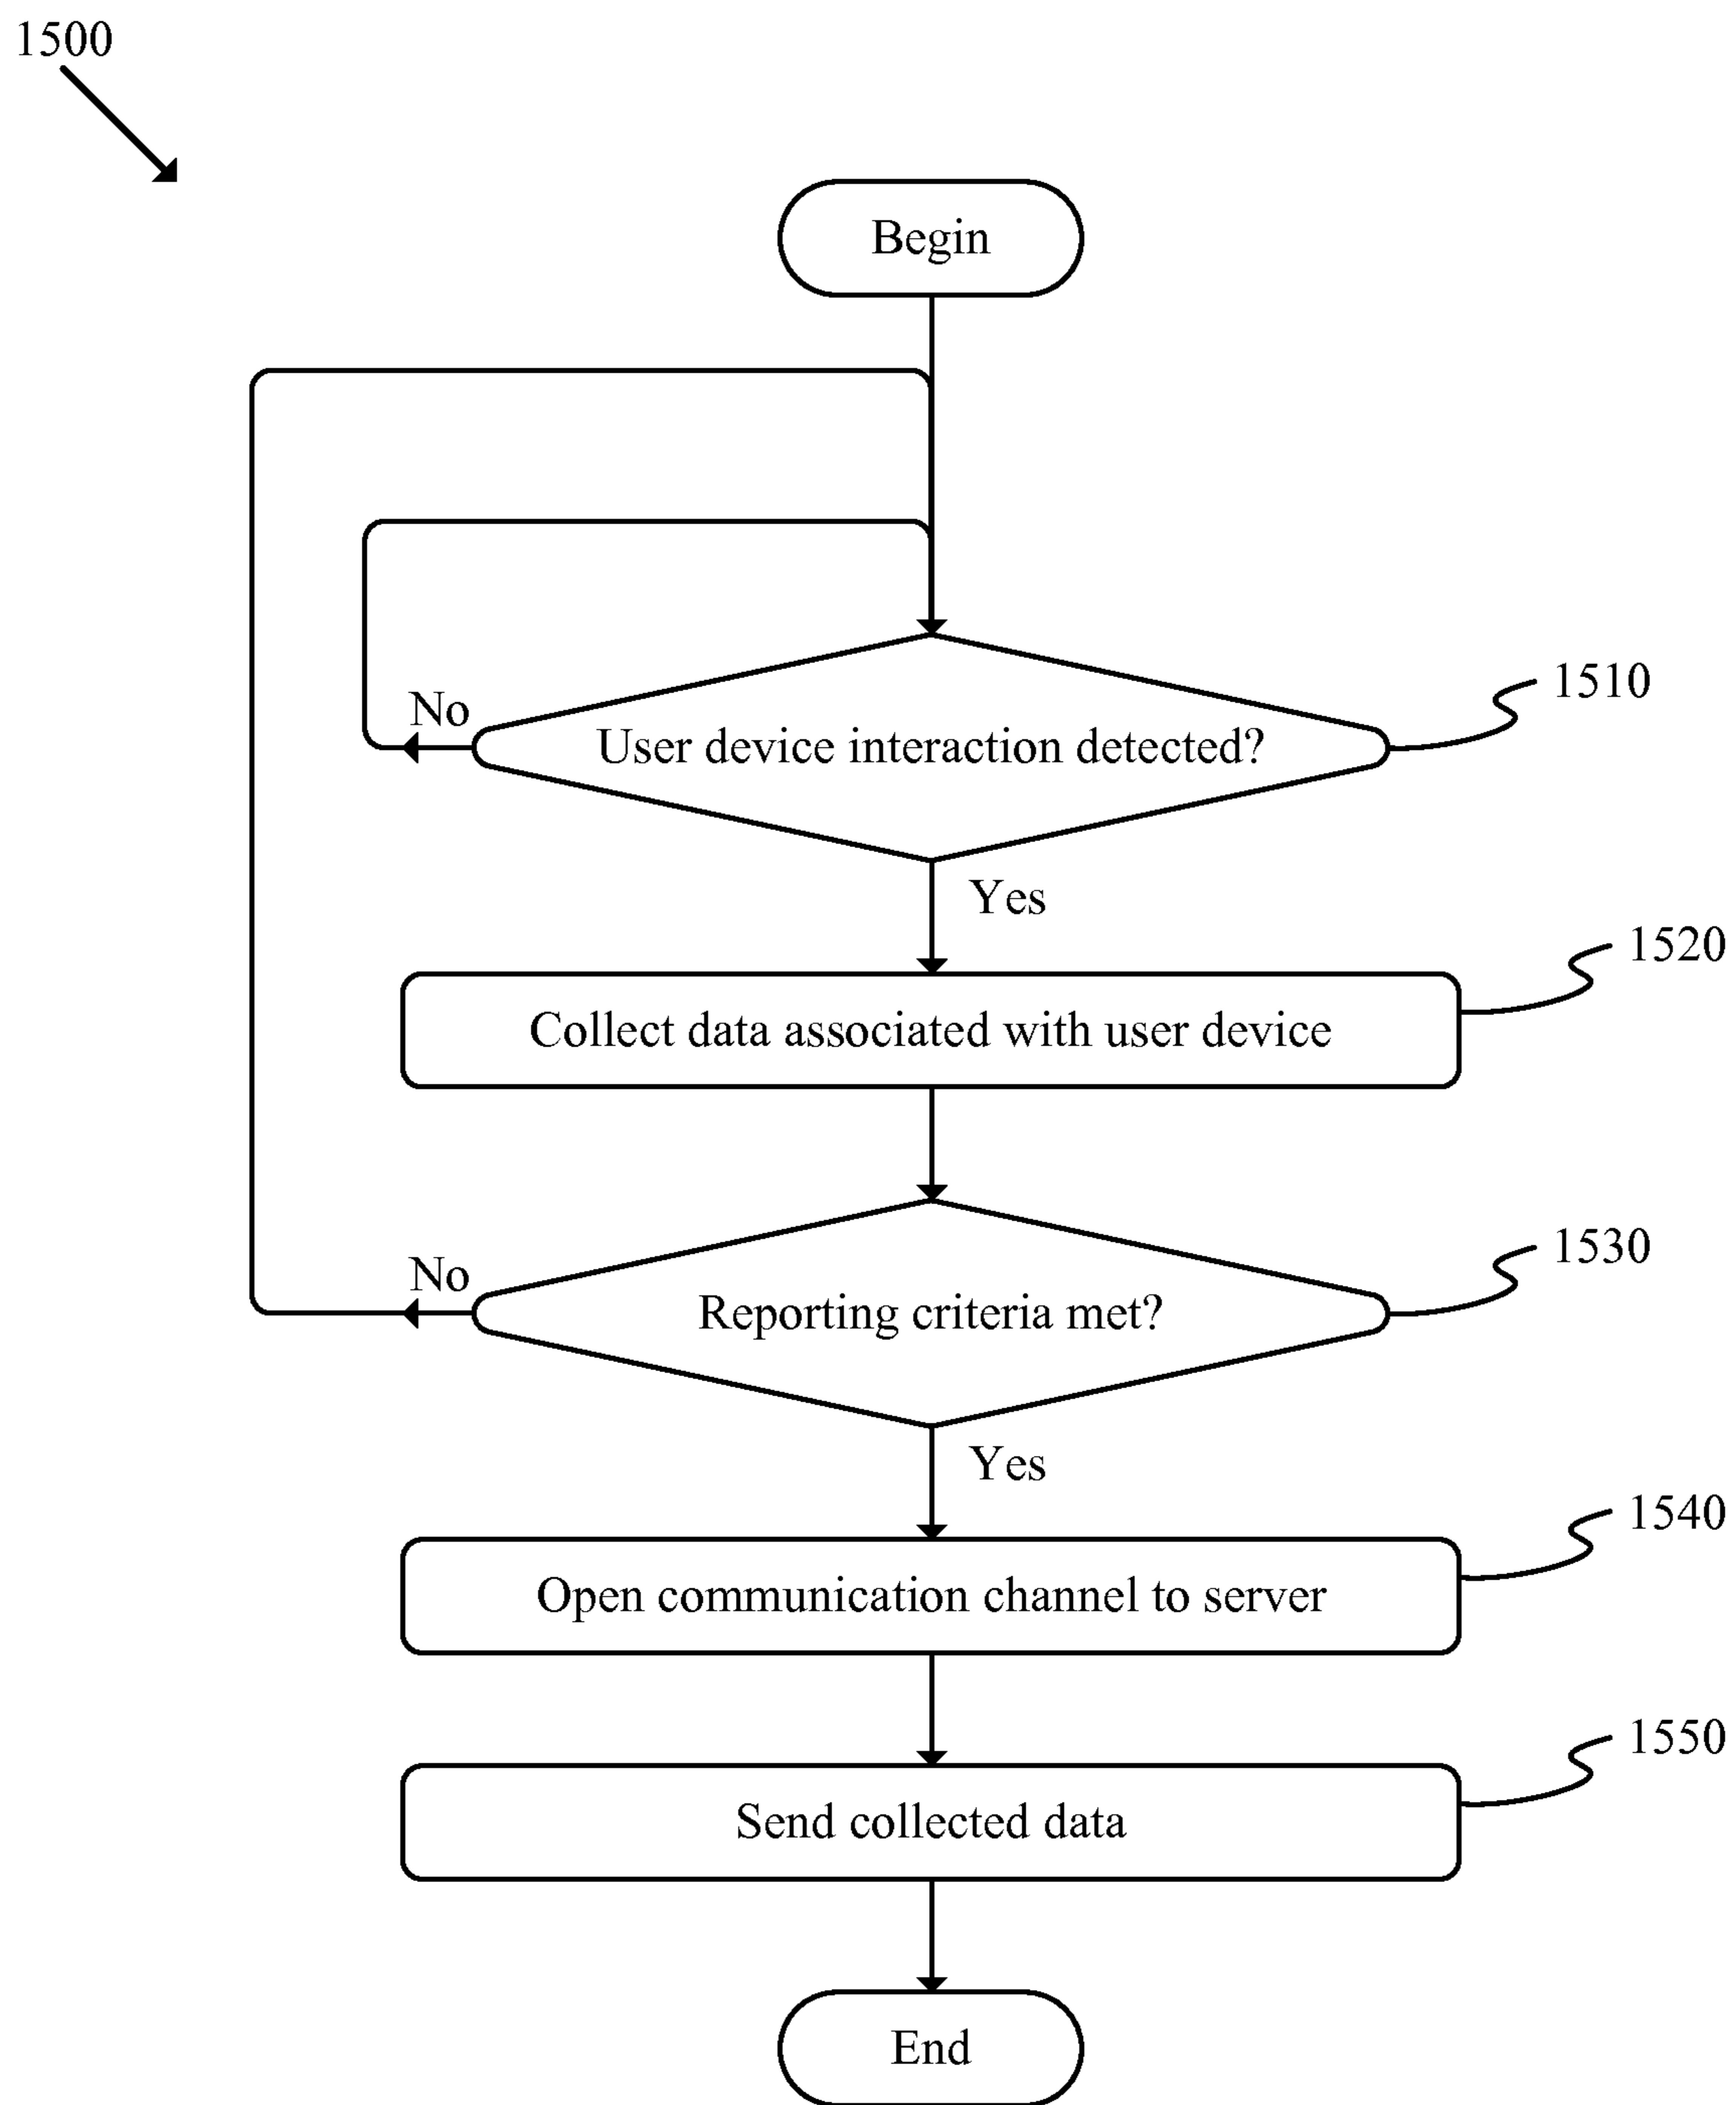 1500
Begin
No
User device interaction detected?
1510
Yes
Collect data associated with user device
1520
No
Reporting criteria met?
1530
Yes
Open communication channel to server
1540
Send collected data
1550
End